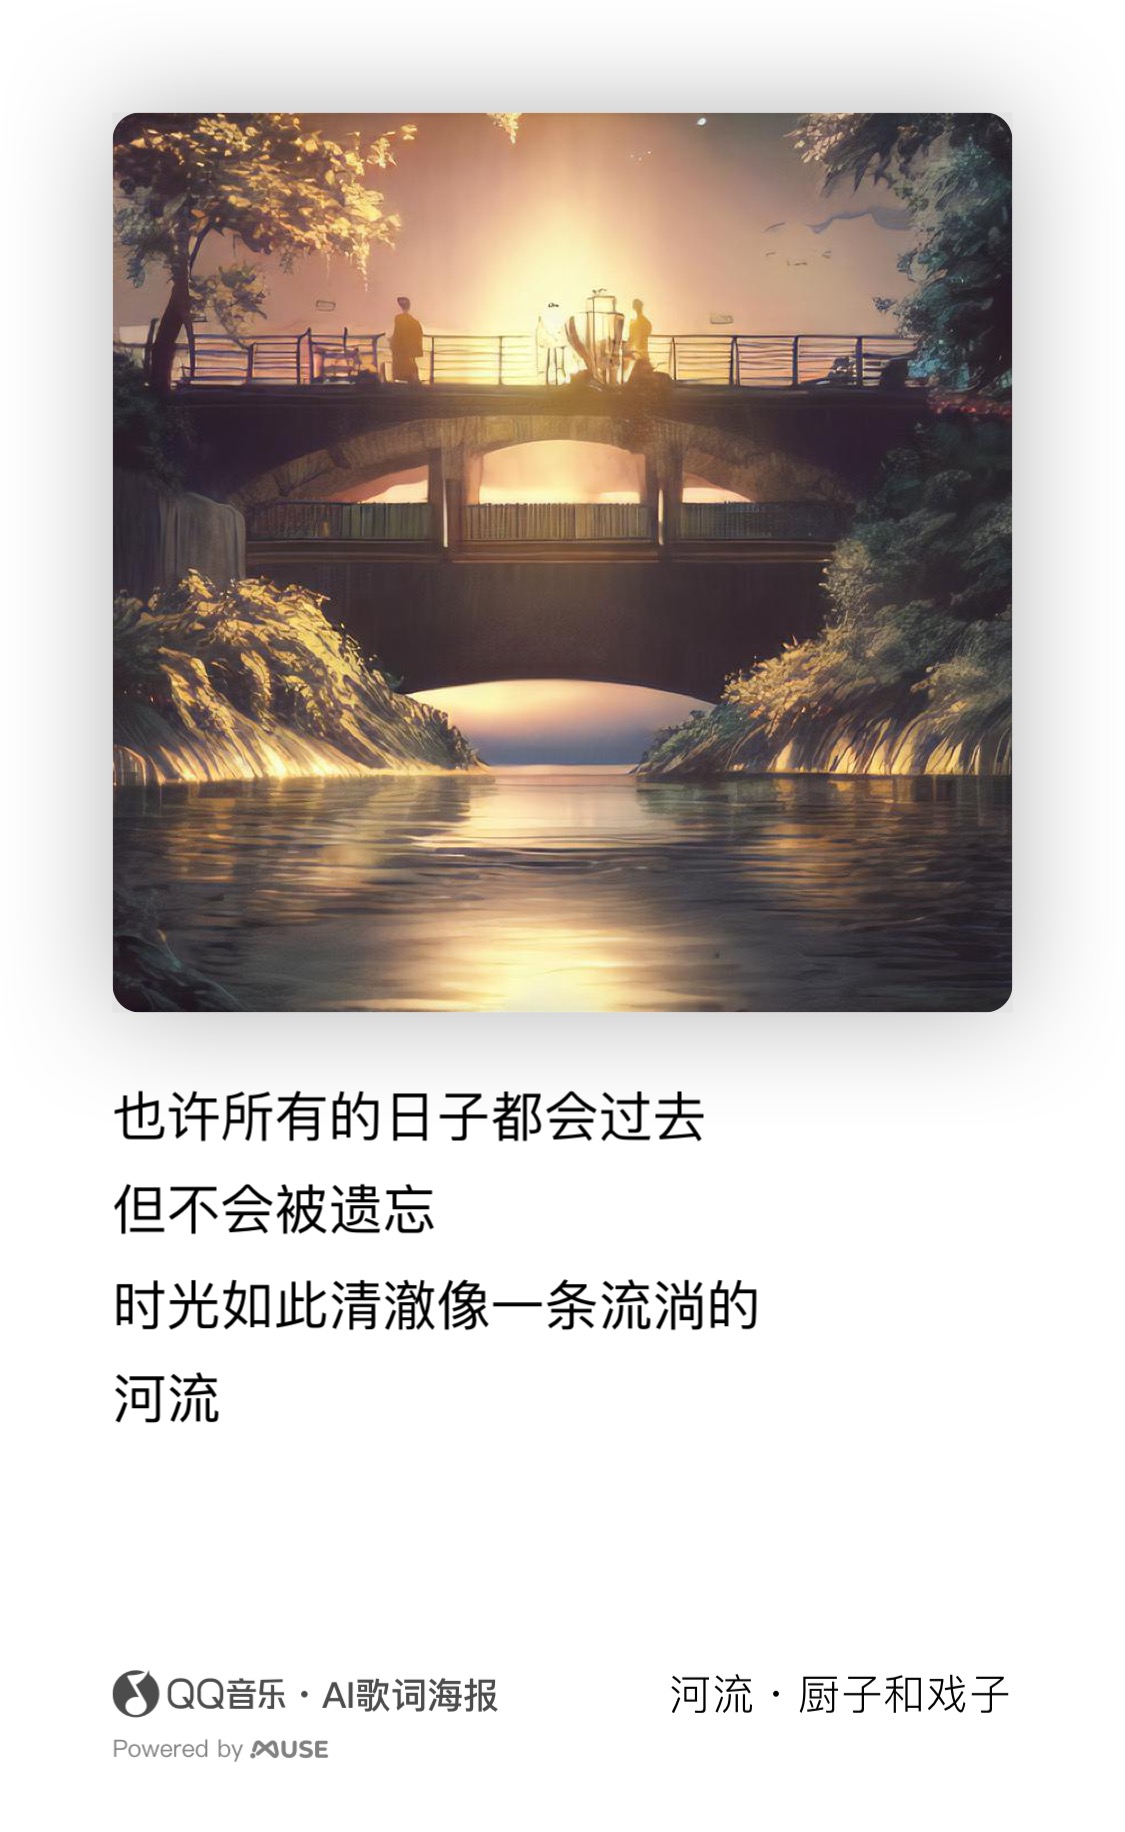 也许所有的日子都会过去
但不会被遗忘
时光如此清澈像一条流淌的
河流
QQ音乐·AI歌词海报
河流·厨子和戏子
Powered by MUSE